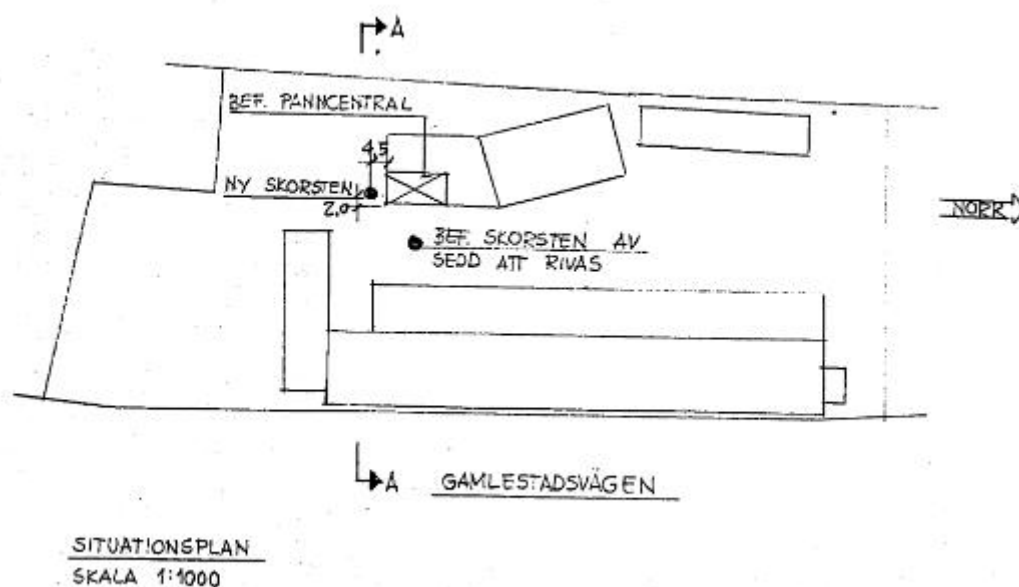 A
BEF. PANNCENTRAL
4,5
NY SKORSTEN
2,0
NORR
BEF. SKORSTEN AV
SEDD ATT RIVAS
A
GAMLESTADSVÄGEN
SITUATIONSPLAN
SKALA 1:1000